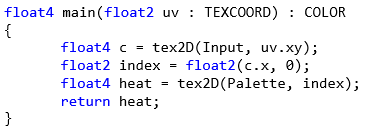 float4 main(float2 uv : TEXCOORD) : COLOR
{
float4 c = tex2D(Input, uv.xy);
float2 index = float2(c.x, 0);
float4 heat = tex2D(Palette, index);
return heat;
}